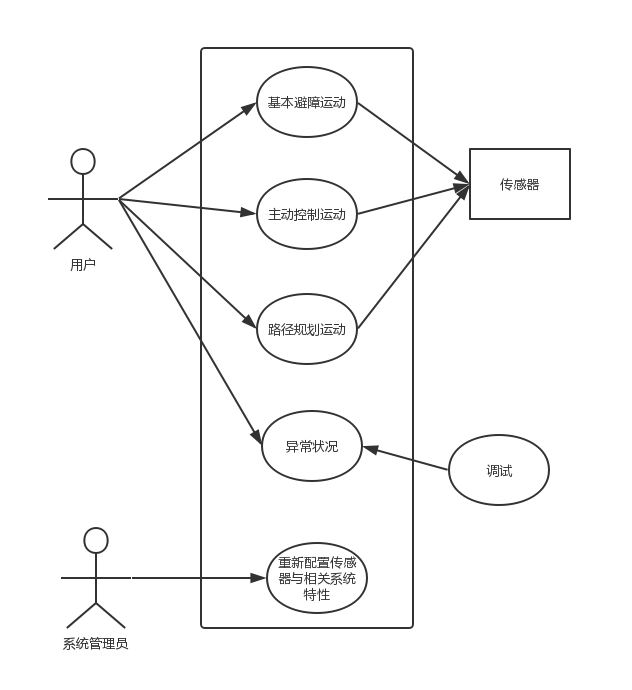 基本避障运动
传感器
主动控制运动
用户
路径规划运动
异常状况
调试
重新配置传感
器与相关系统
特性
系统管理员